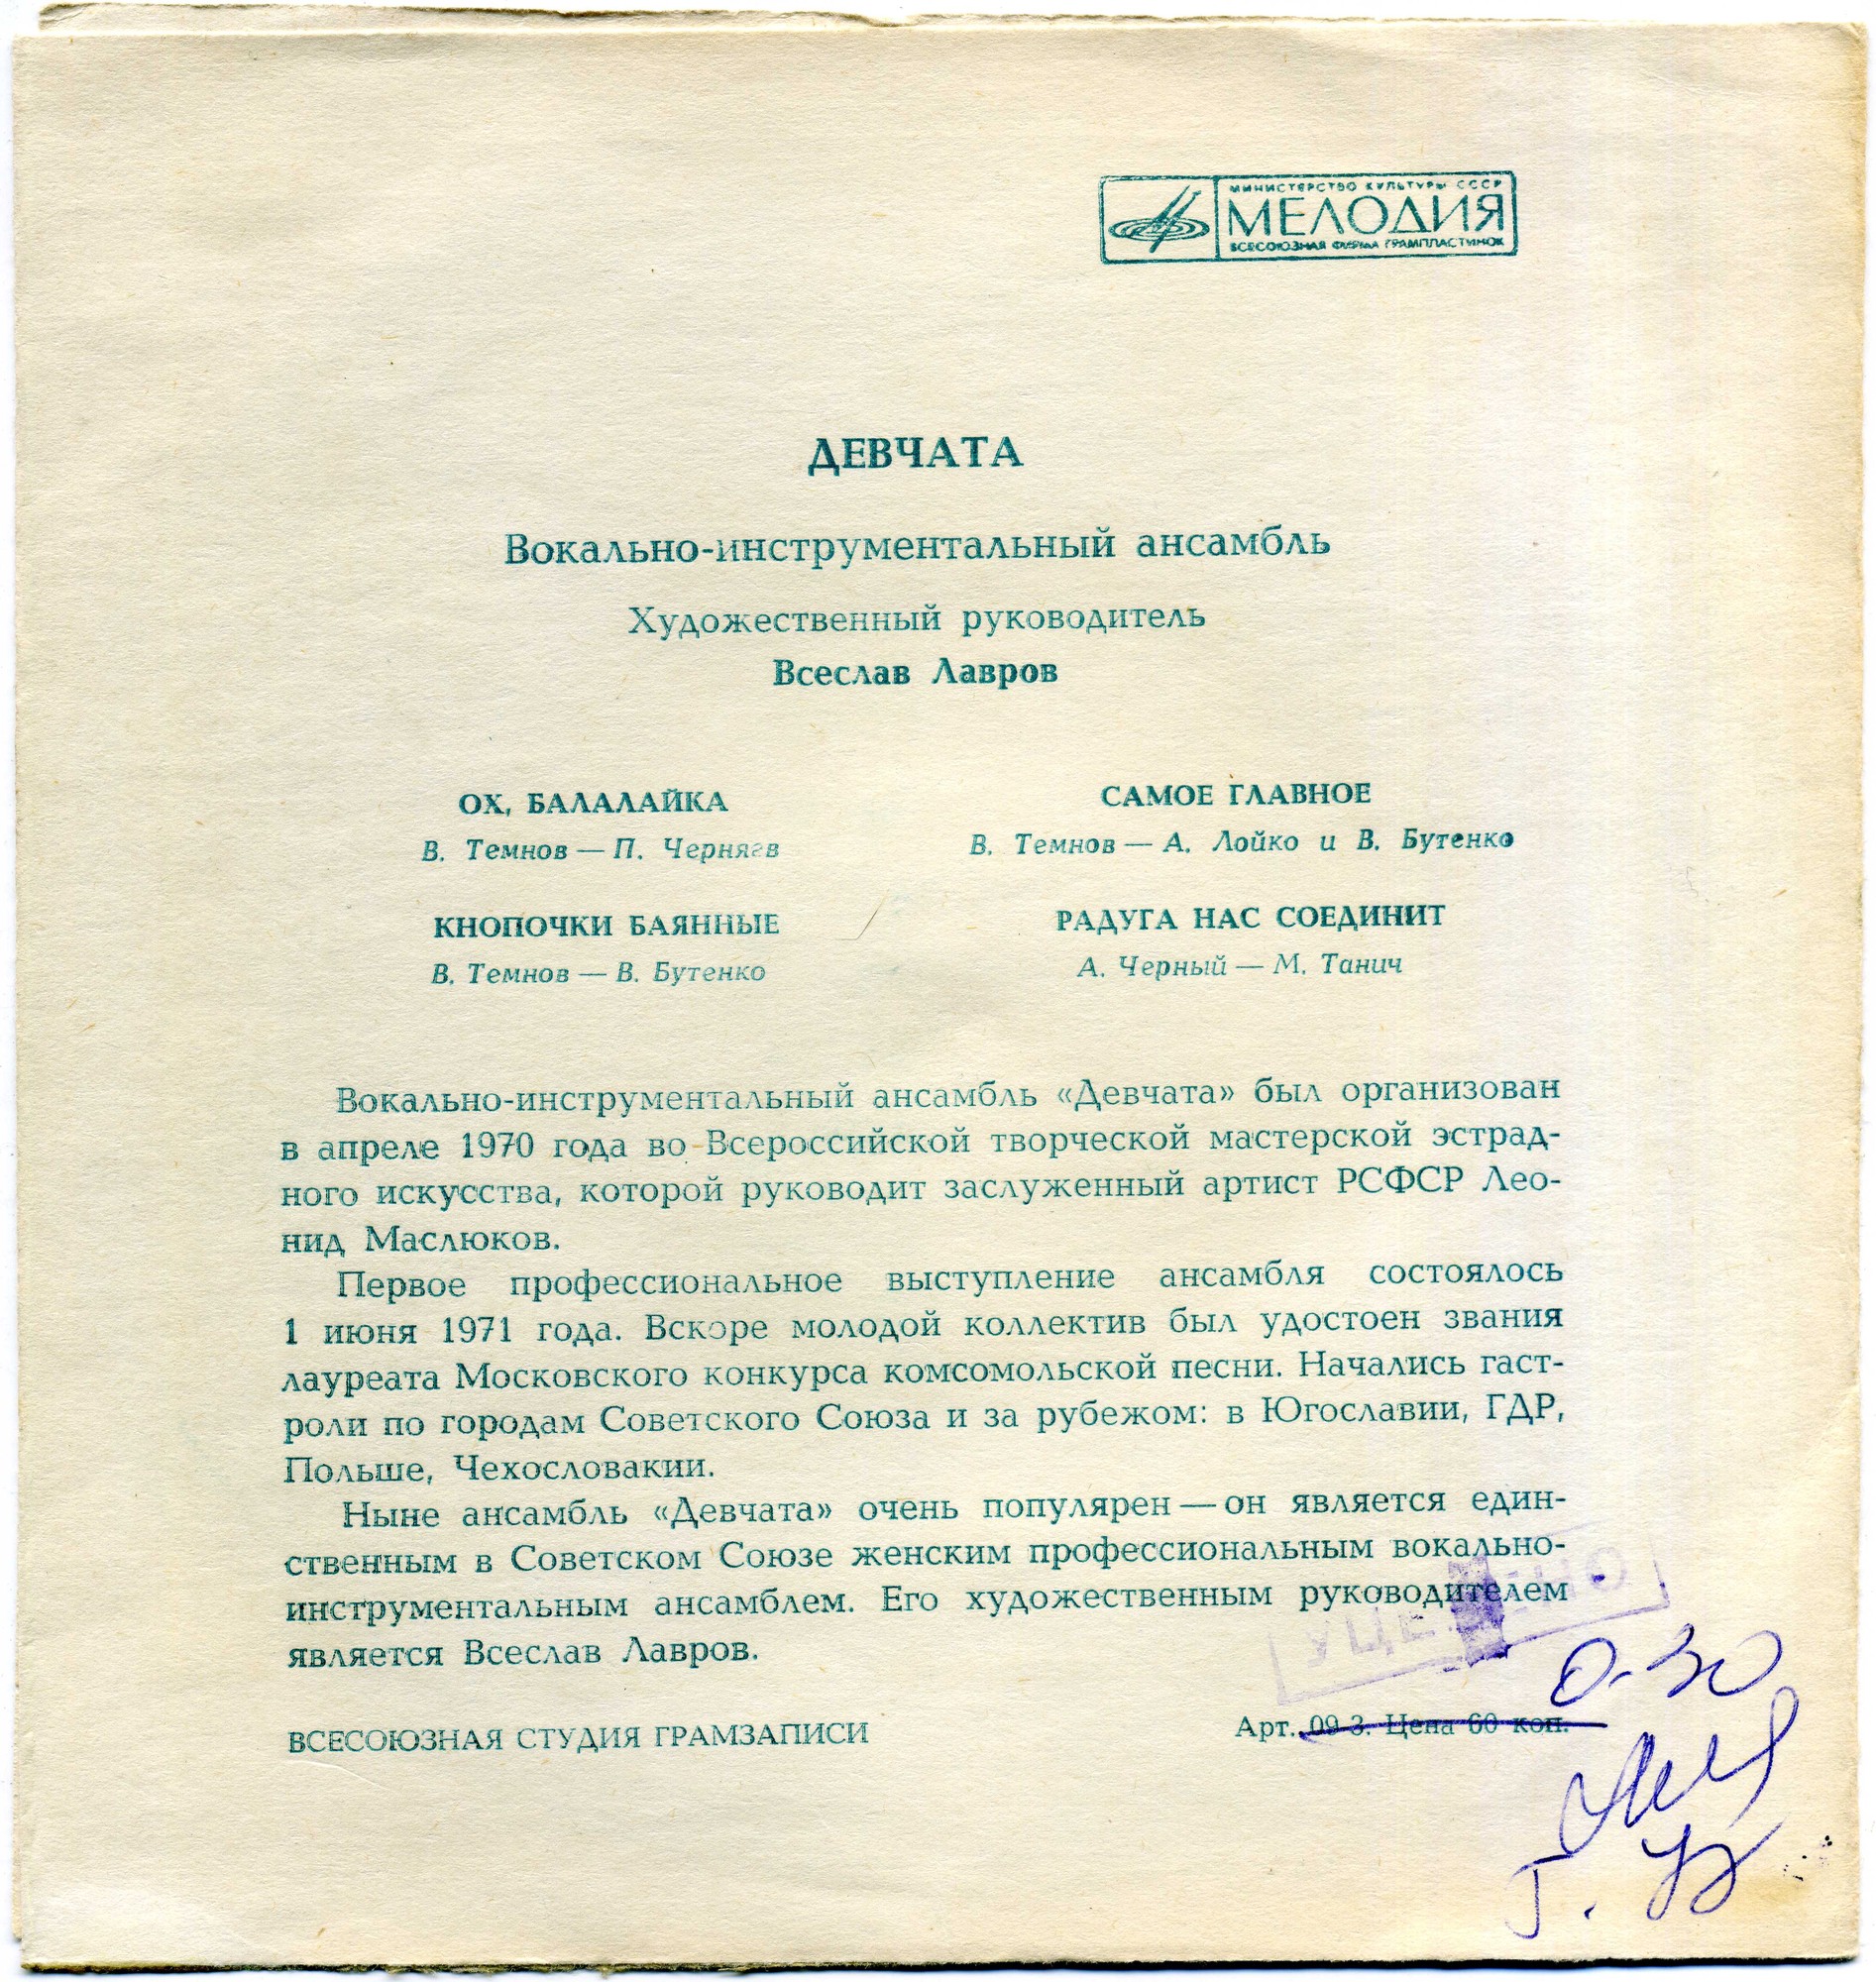 МИНИСТЕРСТВО КУЛЬТУРЫ СССР
МЕЛОДИЯ
ВСЕСОЮЗНАЯ ФИРМА ГРАМПЛАСТИНОК
ДЕВЧАТА
Вокально-инструментальный ансамбль
Художественный руководитель
Всеслав Лавров
ОХ, БАЛАЛАЙКА
В. Темнов — П. Черняев
КНОПОЧКИ БАЯННЫЕ
В. Темнов — В. Бутенко
САМОЕ ГЛАВНОЕ
В. Темнов — А. Лойко и В. Бутенко
РАДУГА НАС СОЕДИНИТ
А. Черный — М. Танич
Вокально-инструментальный ансамбль «Девчата» был организован
в апреле 1970 года во Всероссийской творческой мастерской эстрад-
ного искусства, которой руководит заслуженный артист РСФСР Лео-
нид Маслюков.
Первое профессиональное выступление ансамбля состоялось
1 июня 1971 года. Вскоре молодой коллектив был удостоен звания
лауреата Московского конкурса комсомольской песни. Начались гаст-
роли по городам Советского Союза и за рубежом: в Югославии, ГДР,
Польше, Чехословакии.
Ныне ансамбль «Девчата» очень популярен — он является един-
ственным в Советском Союзе женским профессиональным вокально-
инструментальным ансамблем. Его художественным руководителем
является Всеслав Лавров.
УЦЕНЕНО
0-30
ВСЕСОЮЗНАЯ СТУДИЯ ГРАМЗАПИСИ
Арт. 09-3. Цена 60 коп.